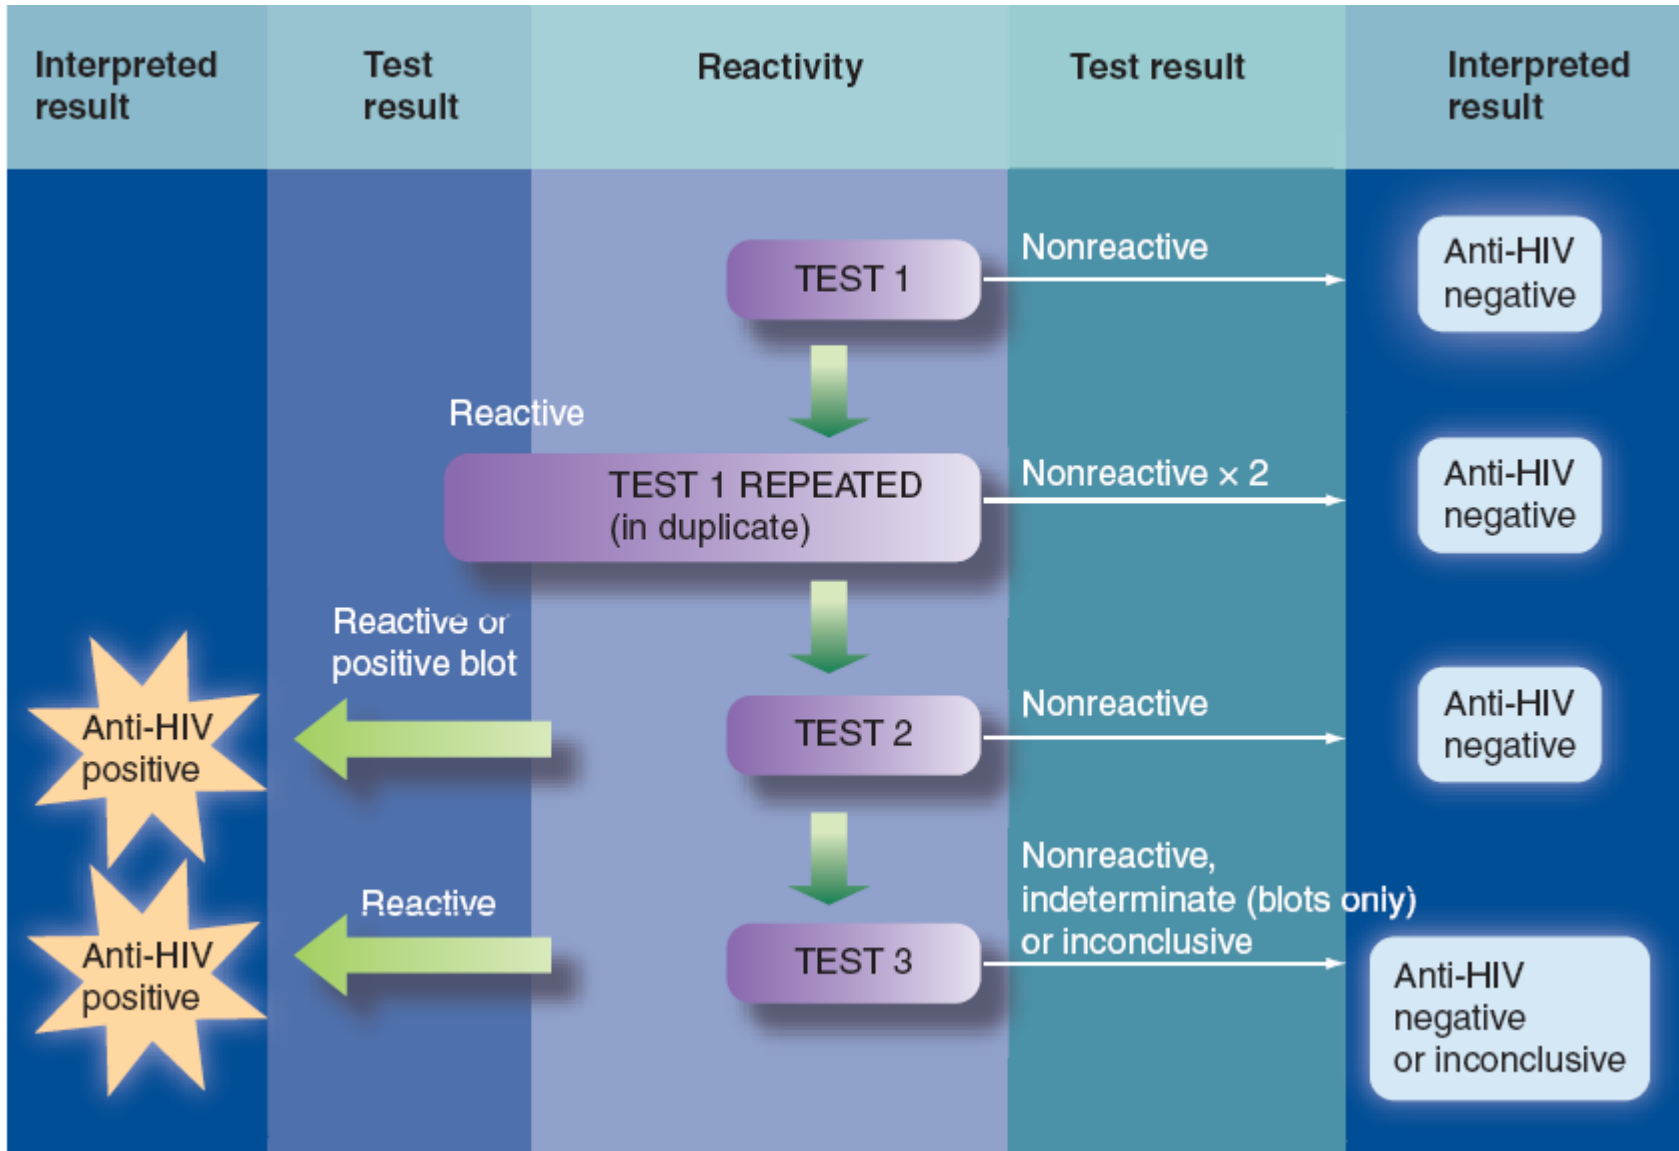 Interpreted
result
Test
result
Reactivity
Test result
Interpreted
result
TEST 1
Nonreactive
Anti-HIV
negative
Reactive
TEST 1 REPEATED
(in duplicate)
Nonreactive × 2
Anti-HIV
negative
Reactive or
positive blot
Anti-HIV
positive
TEST 2
Nonreactive
Anti-HIV
negative
Reactive
Anti-HIV
positive
TEST 3
Nonreactive,
indeterminate (blots only)
or inconclusive
Anti-HIV
negative
or inconclusive